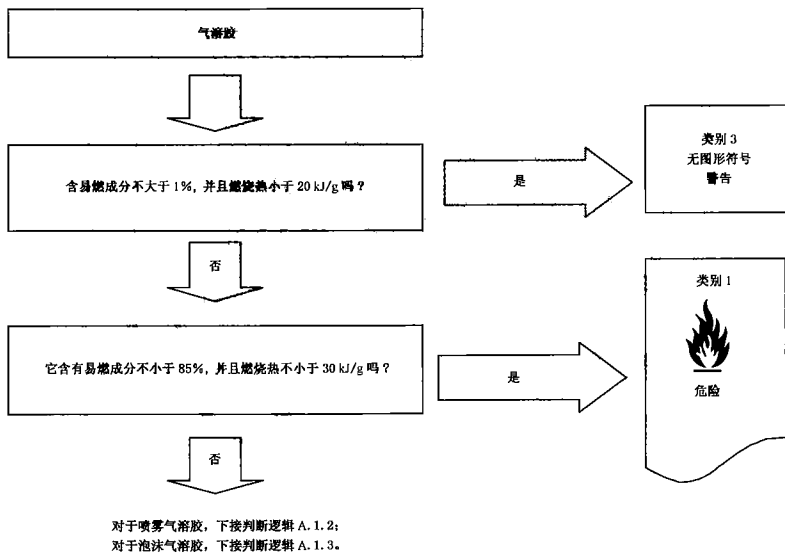 气溶胶
含易燃成分不大于1%,并且燃烧热小于20 kJ/g吗?
是
类别3
无图形符号
警告
否
它含有易燃成分不小于85%,并且燃烧热不小于30 kJ/g吗?
是
类别1
危险
否
对于喷雾气溶胶,下接判断逻辑A.1.2;
对于泡沫气溶胶,下接判断逻辑A.1.3。